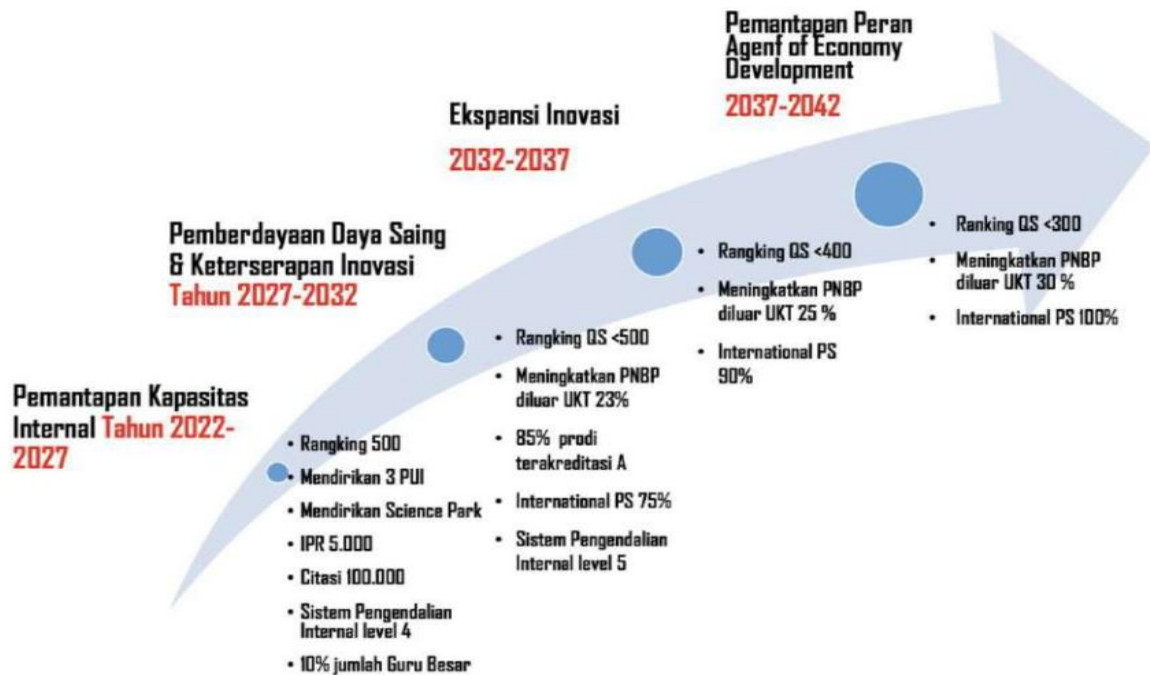 Pemantapan Kapasitas
Internal Tahun 2022-
2027
• Rangking 500
• Mendirikan 3 PUI
• Mendirikan Science Park
• IPR 5.000
• Citasi 100.000
• Sistem Pengendalian
Internal level 4
• 10% jumlah Guru Besar
Pemberdayaan Daya Saing
& Keterserapan Inovasi
Tahun 2027-2032
• Rangking QS <500
• Meningkatkan PNBP
diluar UKT 23%
• 85% prodi
terakreditasi A
• International PS 75%
• Sistem Pengendalian
Internal level 5
Ekspansi Inovasi
2032-2037
• Rangking QS <400
• Meningkatkan PNBP
diluar UKT 25 %
• International PS
90%
Pemantapan Peran
Agenf of Economy
Development
2037-2042
• Ranking QS <300
• Meningkatkan PNBP
diluar UKT 30 %
• International PS 100%